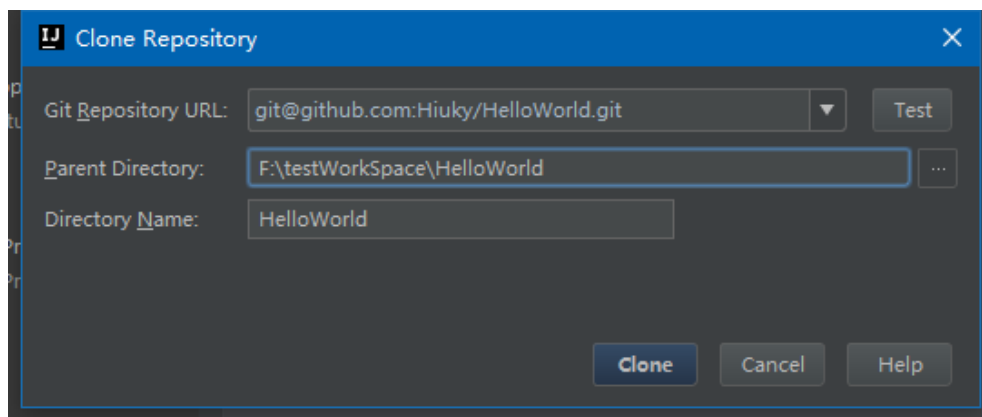 IJ Clone Repository
Git Repository URL: git@github.com:Hiuky/HelloWorld.git Test
Parent Directory: F:\testWorkSpace\HelloWorld ...
Directory Name: HelloWorld
Clone Cancel Help